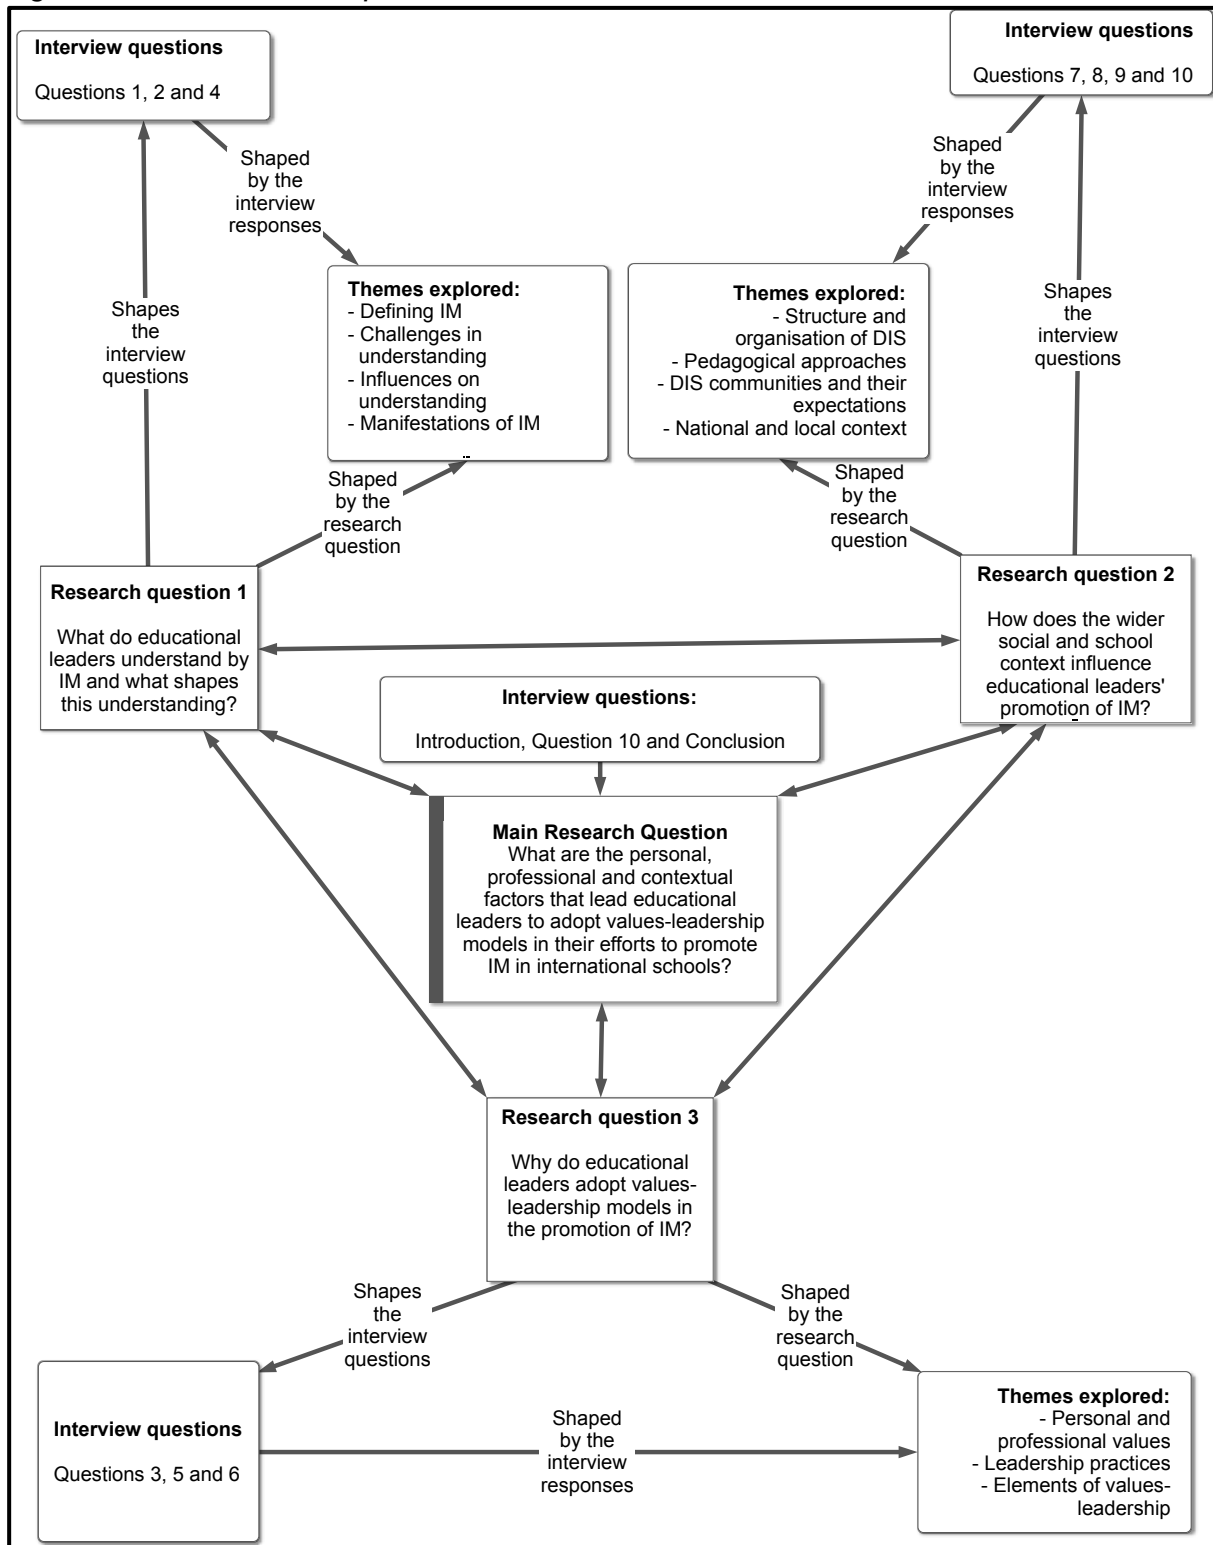 Interview questions
Questions 1, 2 and 4
Interview questions
Questions 7, 8, 9 and 10
Shaped
by the
interview
responses
Shaped
by the
interview
responses
Shapes
the
interview
questions
Themes explored:
- Defining IM
- Challenges in
understanding
- Influences on
understanding
- Manifestations of IM
Themes explored:
- Structure and
organisation of DIS
- Pedagogical approaches
- DIS communities and their
expectations
- National and local context
Shapes
the
interview
questions
Shaped
by the
research
question
Shaped
by the
research
question
Research question 1
What do educational
leaders understand by
IM and what shapes
this understanding?
Research question 2
How does the wider
social and school
context influence
educational leaders'
promotion of IM?
Interview questions:
Introduction, Question 10 and Conclusion
Main Research Question
What are the personal,
professional and contextual
factors that lead educational
leaders to adopt values-leadership
models in their efforts to promote
IM in international schools?
Research question 3
Why do educational
leaders adopt values-
leadership models in
the promotion of IM?
Shapes
the
interview
questions
Shaped
by the
research
question
Interview questions
Questions 3, 5 and 6
Shaped
by the
interview
responses
Themes explored:
- Personal and
professional values
- Leadership practices
- Elements of values-
leadership